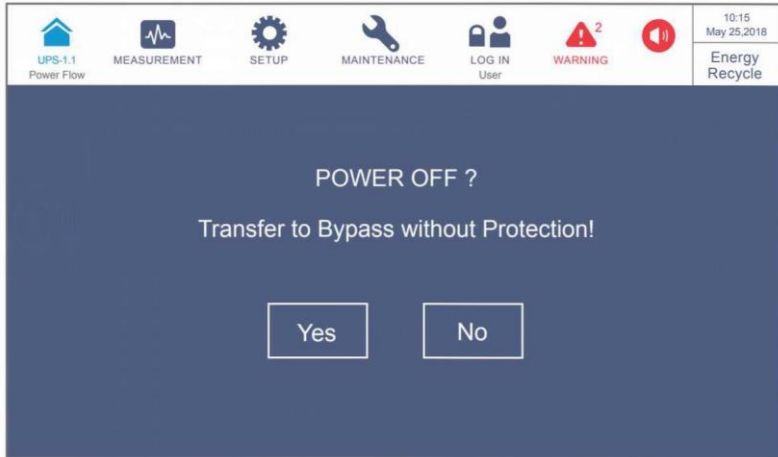 UPS-1.1
Power Flow
MEASUREMENT
SETUP
MAINTENANCE
LOG IN
User
2
WARNING
10:15
May 25,2018
Energy
Recycle
POWER OFF ?
Transfer to Bypass without Protection!
Yes
No